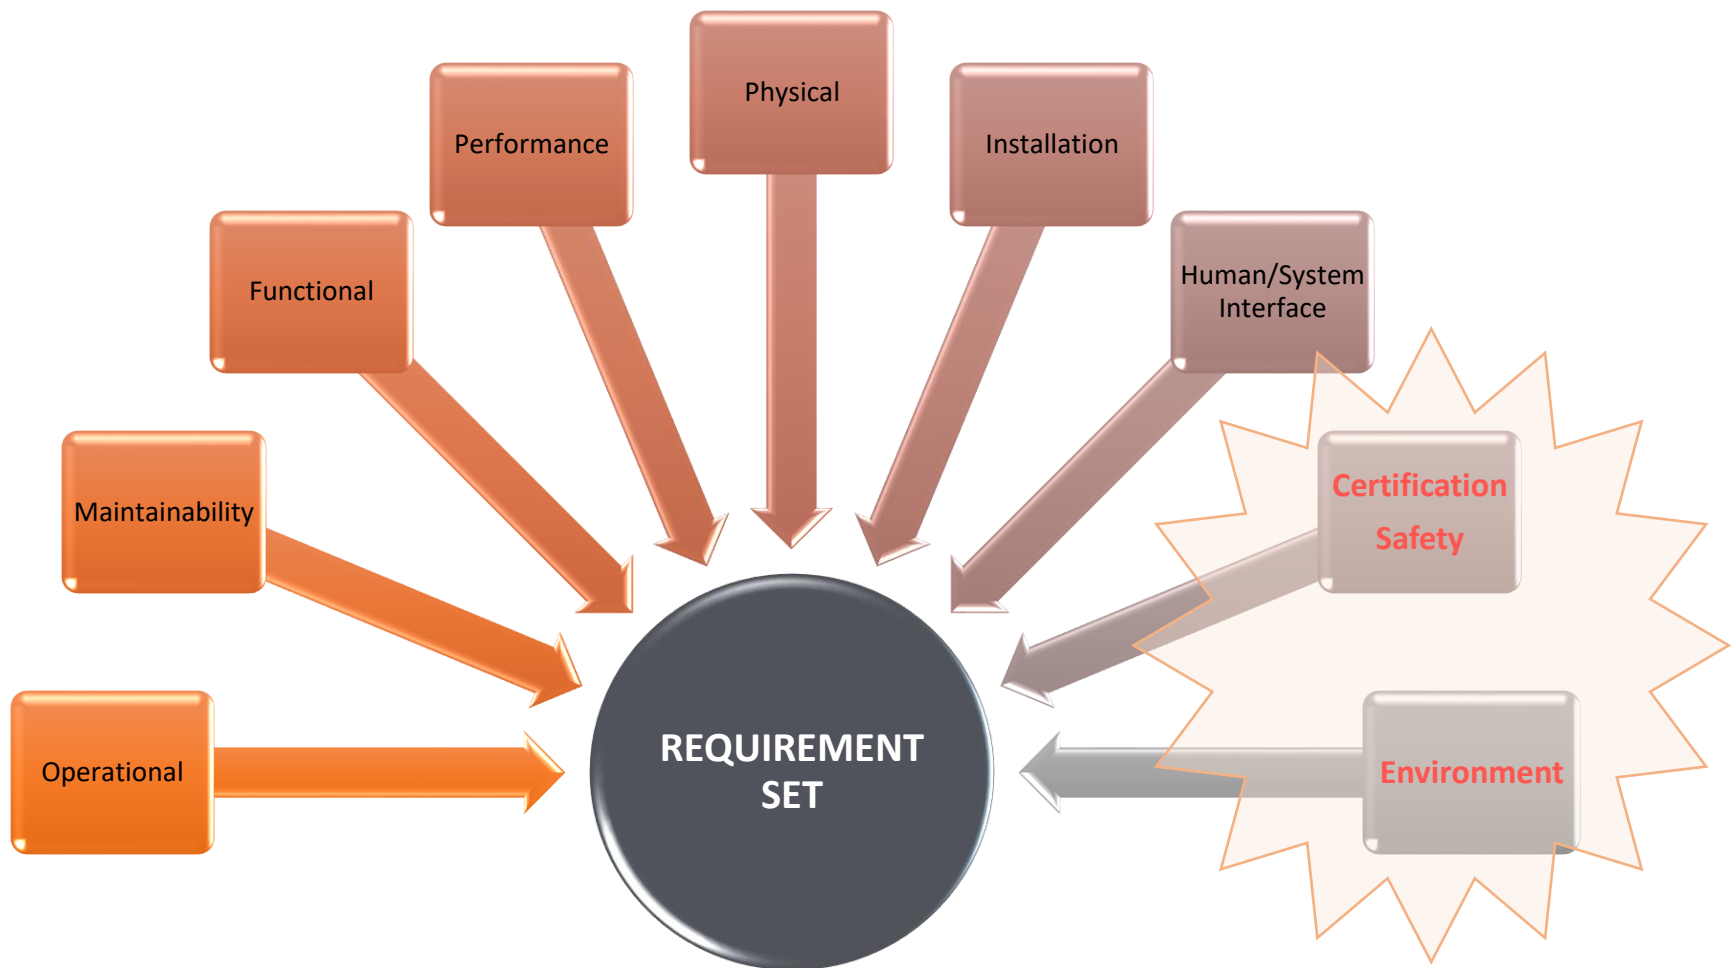 Physical
Performance
Installation
Functional
Human/System
Interface
Maintainability
Certification
Safety
Operational
REQUIREMENT
SET
Environment